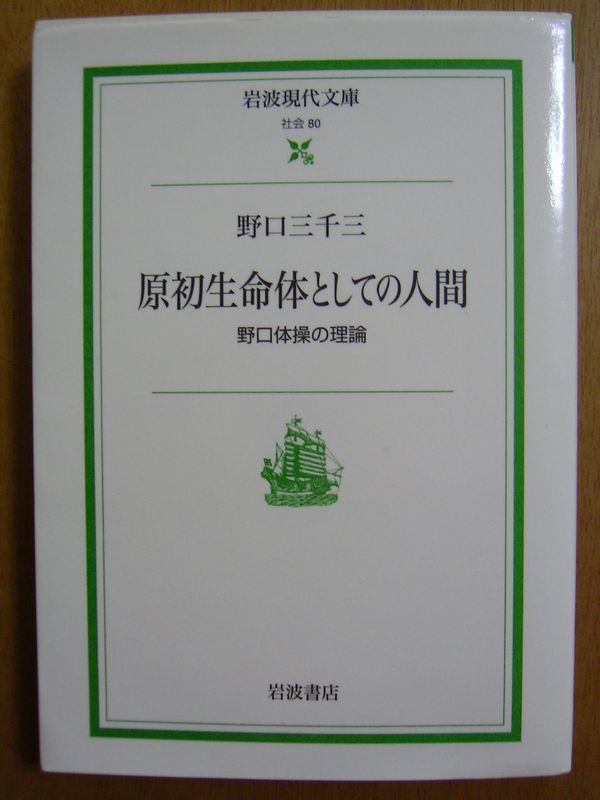 岩波現代文庫
社会 80
野口三千三
原初生命体としての人間
野口体操の理論
岩波書店